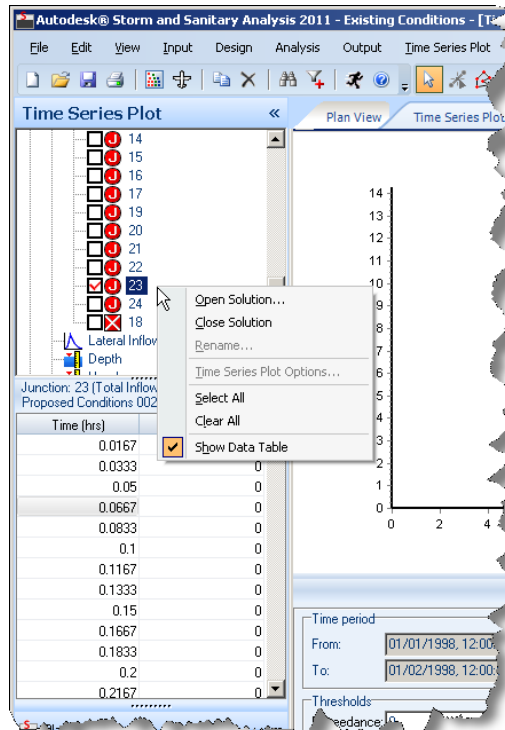 Autodesk® Storm and Sanitary Analysis 2011 - Existing Conditions - [Ti
File Edit View Input Design Analysis Output Time Series Plot
Time Series Plot «
Plan View Time Series Plot
14
15
16
17
19
20
21
22
23
24
18
Lateral Inflow
Depth
Open Solution...
Close Solution
Rename...
Time Series Plot Options...
Select All
Clear All
Show Data Table
Junction: 23 (Total Inflow
Proposed Conditions 002
Time (hrs)
0.0167
0.0333 0
0.05 0
0.0667 0
0.0833 0
0.1 0
0.1167 0
0.1333 0
0.15 0
0.1667 0
0.1833 0
0.2 0
0.2167 0
14
13
12
11
10
9
8
7
6
5
4
3
2
1
0
0 2 4
Time period
From: 01/01/1998, 12:00:
To: 01/02/1998, 12:00:
Thresholds